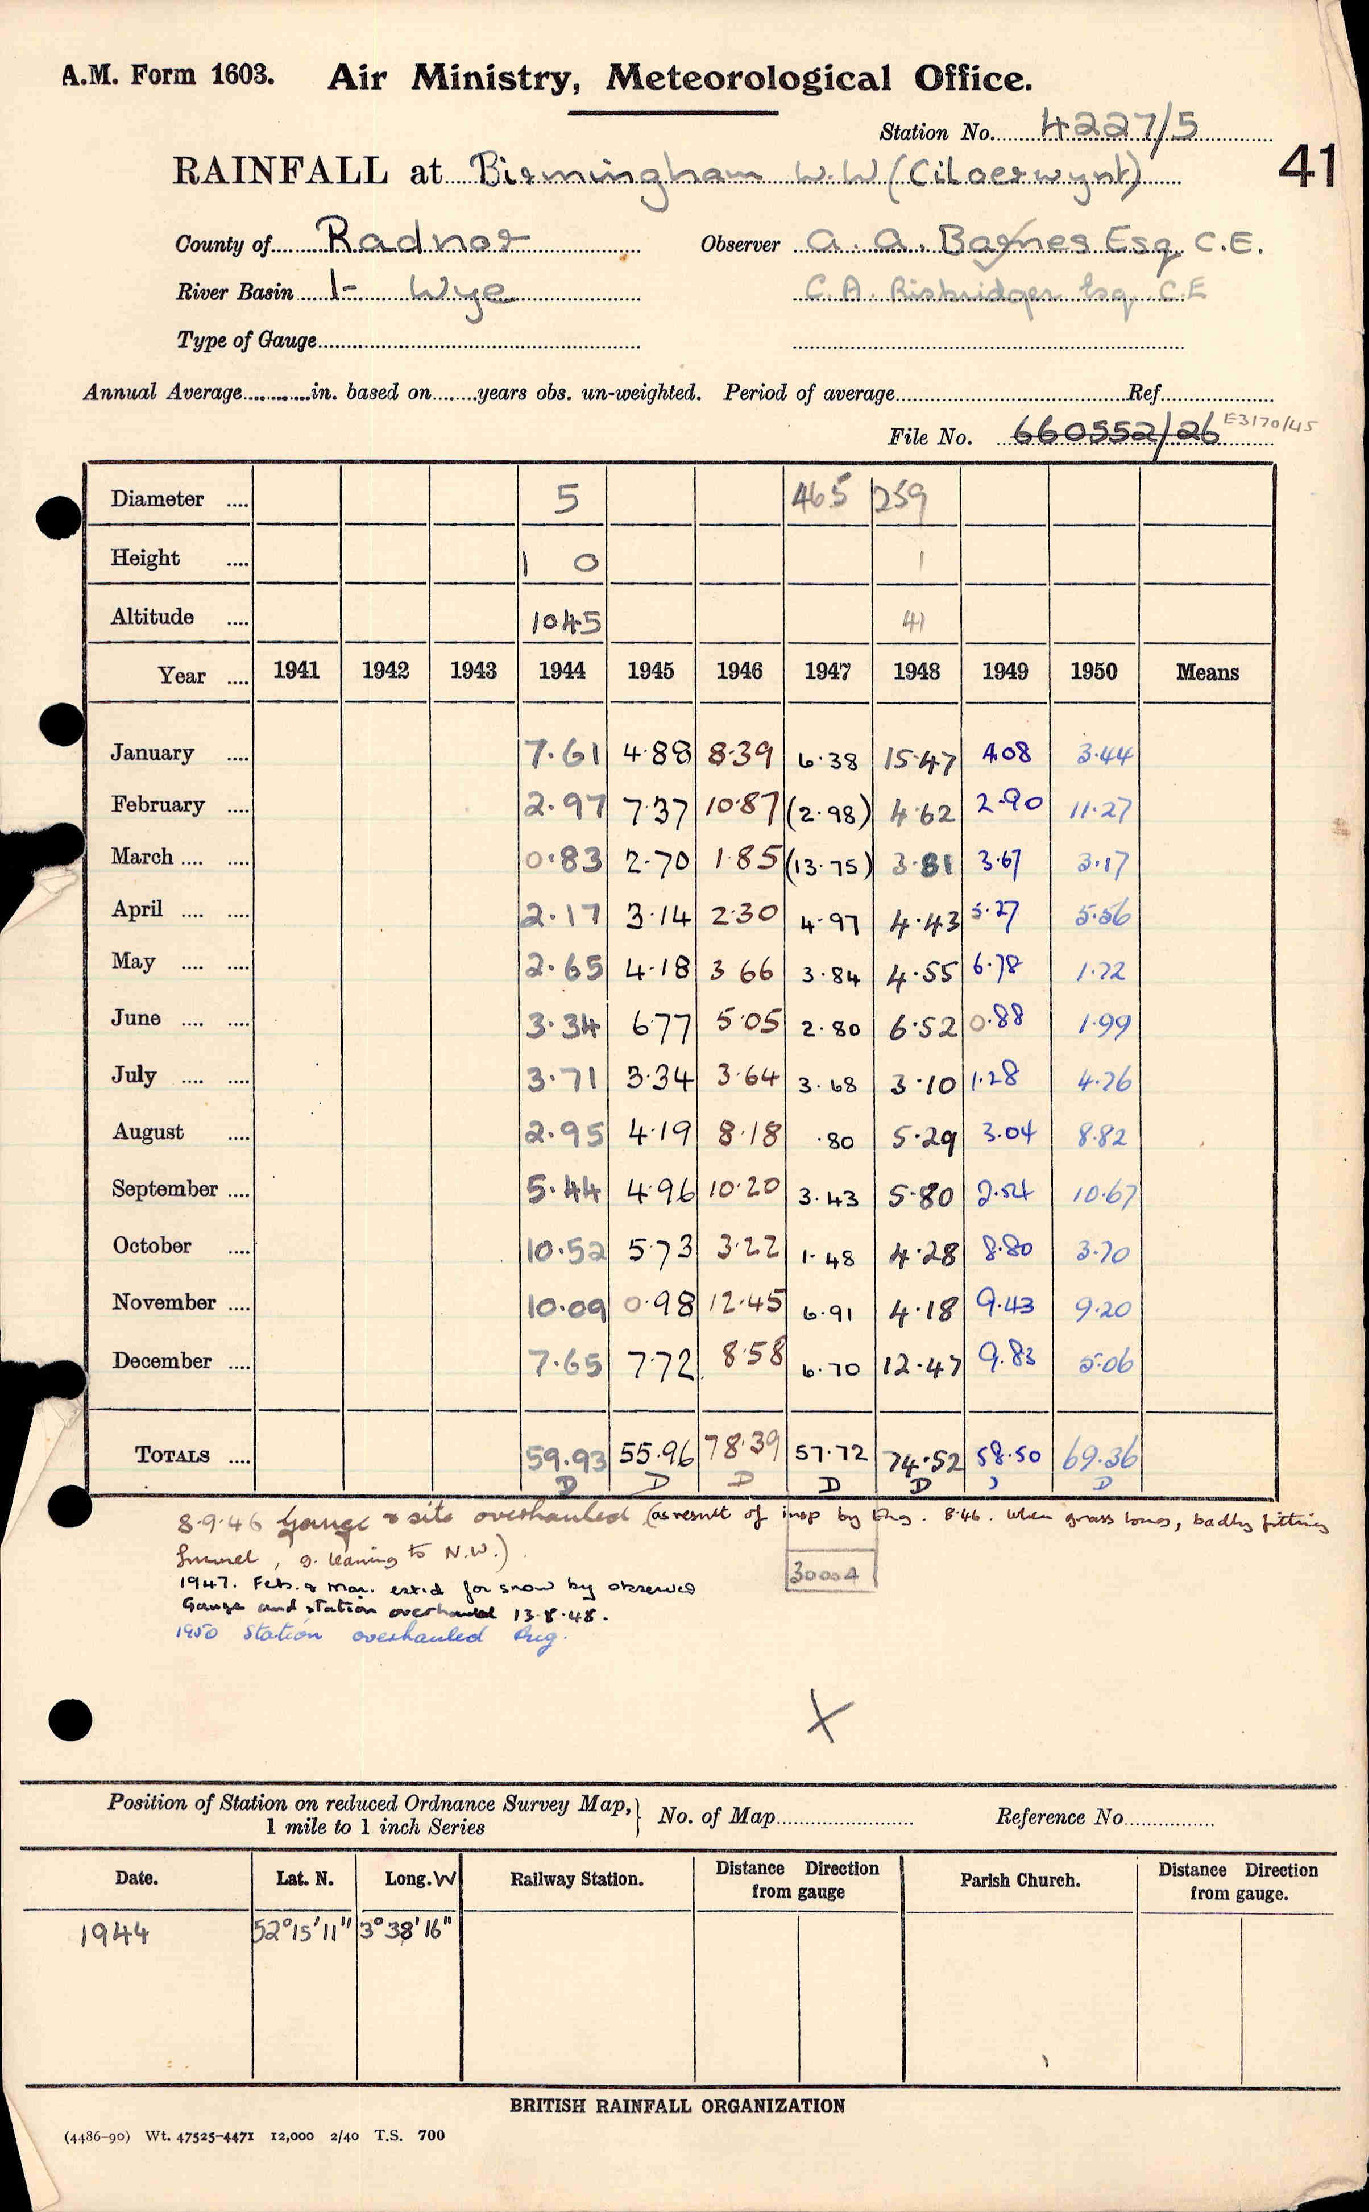 A.M. Form 1603. Air Ministry, Meteorological Office.
Station No. 4227/5
41
RAINFALL at Birmingham W.W (Ciloerwynt)
County of Radnor Observer A. A. Barnes Esq. C.E.
River Basin 1- Wye C. A. Risbridger Esq. C.E
Type of Gauge
Annual Average in. based on years obs. un-weighted. Period of average Ref
File No. 660552/26 E3170/45
Diameter 5 465 259
Height 1 0 1
Altitude 1045 41
Year 1941 1942 1943 1944 1945 1946 1947 1948 1949 1950 Means
January 7.61 4.88 8.39 6.38 15.47 4.08 3.44
February 2.97 7.37 10.87 (2.98) 4.62 2.90 11.27
March 0.83 2.70 1.85 (13.75) 3.81 3.67 3.17
April 2.17 3.14 2.30 4.97 4.43 5.27 5.56
May 2.65 4.18 3 66 3.84 4.55 6.78 1.72
June 3.34 6.77 5.05 2.80 6.52 0.88 1.99
July 3.71 3.34 3.64 3.68 3.10 1.28 4.76
August 2.95 4.19 8.18 .80 5.29 3.04 8.82
September 5.44 4.96 10.20 3.43 5.80 2.54 10.67
October 10.52 5.73 3.22 1.48 4.28 8.80 3.70
November 10.09 0.98 12.45 6.91 4.18 9.43 9.20
December 7.65 7.72 8.58 6.70 12.47 9.83 5.06
TOTALS 59.93 55.96 78.39 57.72 74.52 58.50 69.36
D D D D D D D
8.9.46 Gauge & site overhauled (as result of insp by Eng. 8.46. when grass long, badly fitting
funnel, g. leaning to N.W.)
30004
1947. Feb. & Mar. est.d for snow by observer
Gauge and station overhauled 13.8.48.
1950 Station overhauled Aug.
X
Position of Station on reduced Ordnance Survey Map, 1 mile to 1 inch Series No. of Map Reference No
Date. Lat. N. Long. W Railway Station. Distance Direction from gauge Parish Church. Distance Direction from gauge.
1944 52°15'11" 3°38'16"
BRITISH RAINFALL ORGANIZATION
(4486-90) Wt. 47525-4471 12,000 2/40 T.S. 700